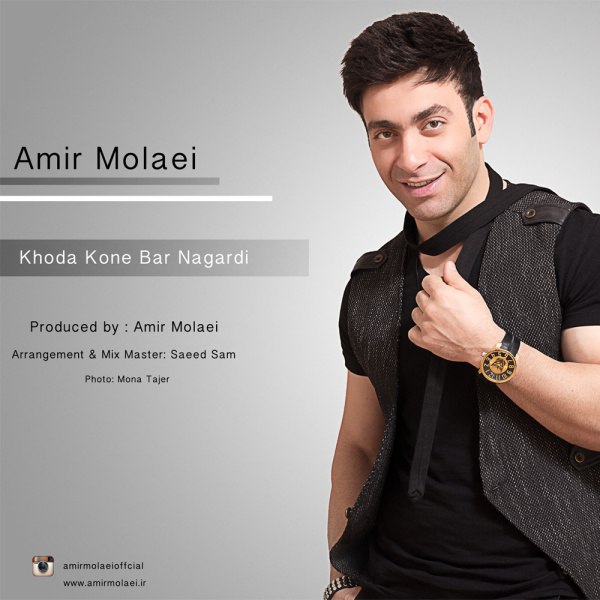 Amir Molaei
Khoda Kone Bar Nagardi
Produced by : Amir Molaei
Arrangement & Mix Master: Saeed Sam
Photo: Mona Tajer
amirmolaeioffcial
www.amirmolaei.ir